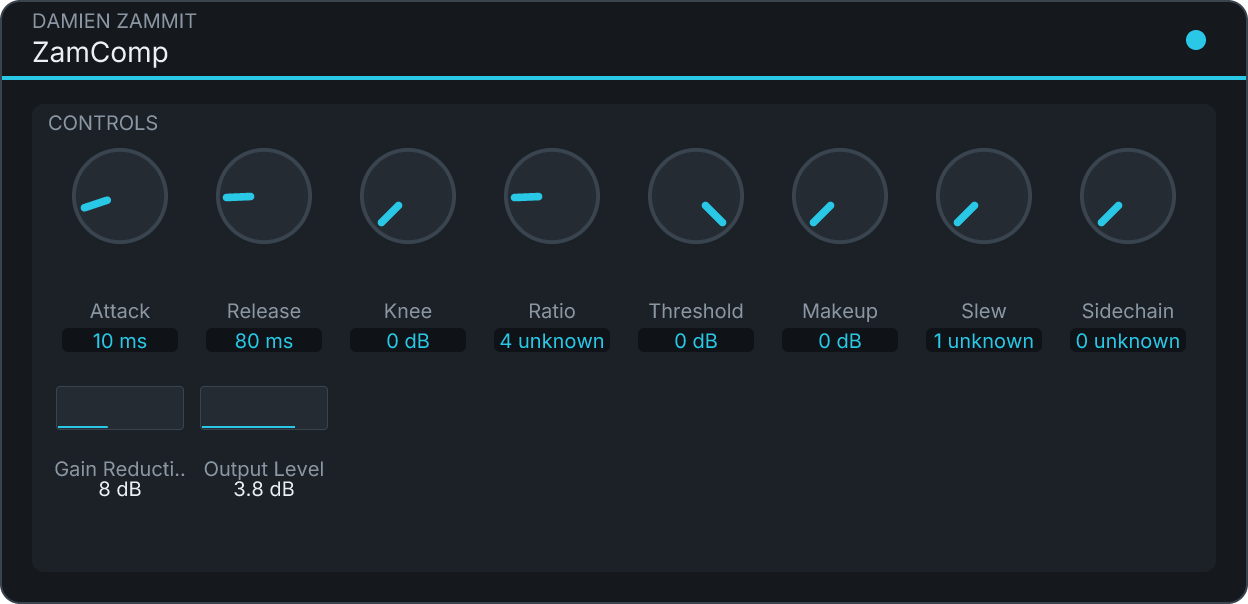 DAMIEN ZAMMIT
ZamComp
CONTROLS
Attack Release Knee Ratio Threshold Makeup Slew Sidechain
10 ms 80 ms 0 dB 4 unknown 0 dB 0 dB 1 unknown 0 unknown
Gain Reducti.. Output Level
8 dB 3.8 dB